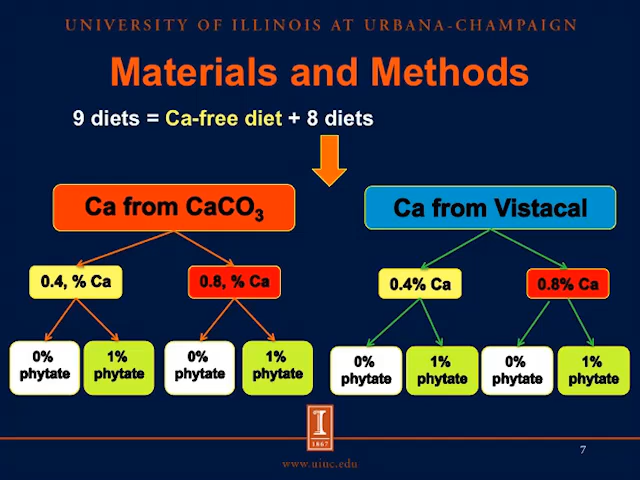 UNIVERSITY OF ILLINOIS AT URBANA-CHAMPAIGN
Materials and Methods
9 diets = Ca-free diet + 8 diets
Ca from CaCO₃
Ca from Vistacal
0.4, % Ca
0.8, % Ca
0.4% Ca
0.8% Ca
0%
phytate
1%
phytate
0%
phytate
1%
phytate
0%
phytate
1%
phytate
0%
phytate
1%
phytate
I
1867
7
www.uiuc.edu